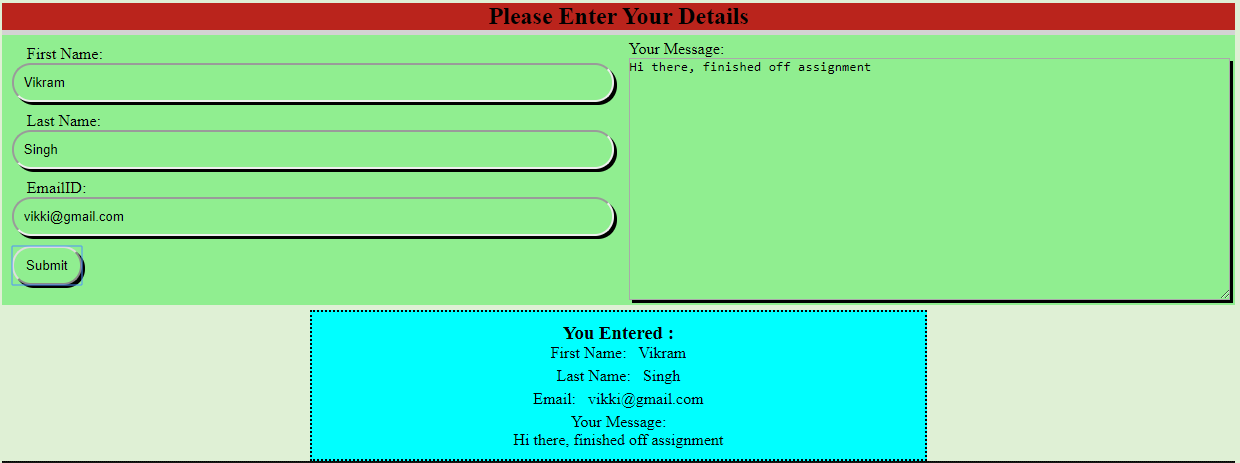 Please Enter Your Details
First Name:
Vikram
Last Name:
Singh
EmailID:
vikki@gmail.com
Submit
Your Message:
Hi there, finished off assignment
You Entered :
First Name: Vikram
Last Name: Singh
Email: vikki@gmail.com
Your Message:
Hi there, finished off assignment